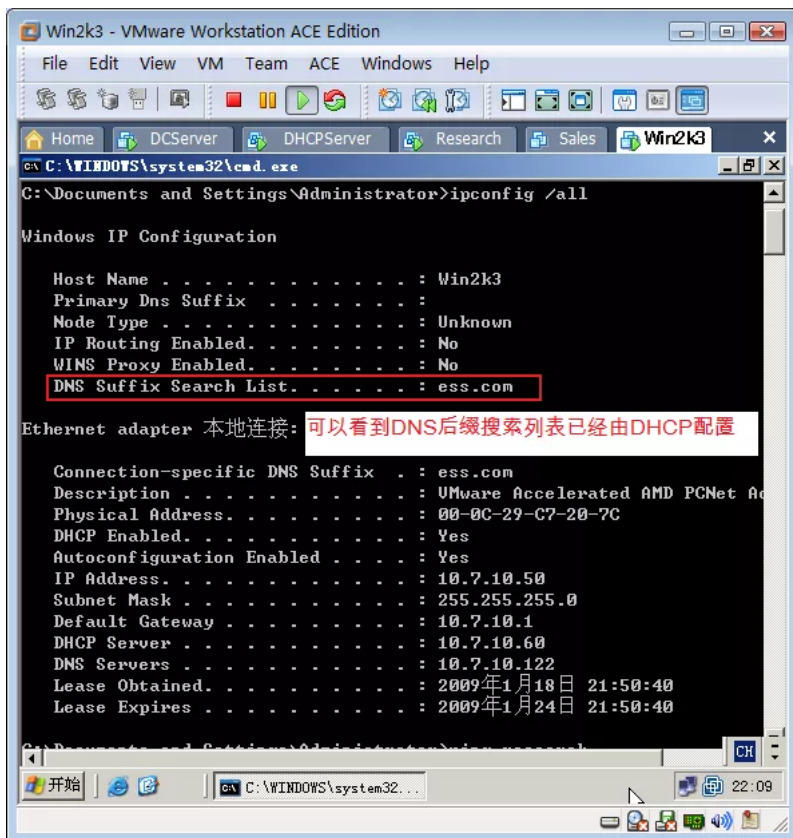 Win2k3 - VMware Workstation ACE Edition
File Edit View VM Team ACE Windows Help
Home DCServer DHCPServer Research Sales Win2k3
C:\WINDOWS\system32\cmd.exe
C:\Documents and Settings\Administrator>ipconfig /all
Windows IP Configuration
Host Name . . . . . . . . . . . . : Win2k3
Primary Dns Suffix . . . . . . . :
Node Type . . . . . . . . . . . . : Unknown
IP Routing Enabled. . . . . . . . : No
WINS Proxy Enabled. . . . . . . . : No
DNS Suffix Search List. . . . . . : ess.com
Ethernet adapter 本地连接: 可以看到DNS后缀搜索列表已经由DHCP配置
Connection-specific DNS Suffix . : ess.com
Description . . . . . . . . . . . : VMware Accelerated AMD PCNet Ad
Physical Address. . . . . . . . . : 00-0C-29-C7-20-7C
DHCP Enabled. . . . . . . . . . . : Yes
Autoconfiguration Enabled . . . . : Yes
IP Address. . . . . . . . . . . . : 10.7.10.50
Subnet Mask . . . . . . . . . . . : 255.255.255.0
Default Gateway . . . . . . . . . : 10.7.10.1
DHCP Server . . . . . . . . . . . : 10.7.10.60
DNS Servers . . . . . . . . . . . : 10.7.10.122
Lease Obtained. . . . . . . . . . : 2009年1月18日 21:50:40
Lease Expires . . . . . . . . . . : 2009年1月24日 21:50:40
CH
开始 C:\WINDOWS\system32... 22:09